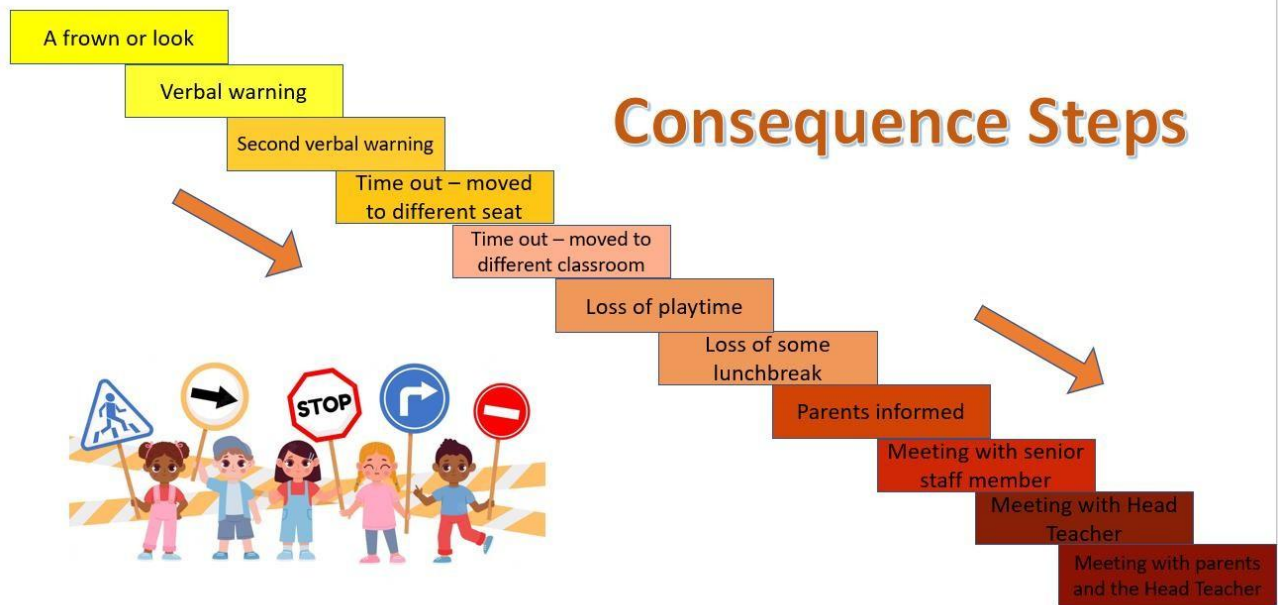 A frown or look
Verbal warning
Consequence Steps
Second verbal warning
Time out – moved
to different seat
Time out – moved to
different classroom
Loss of playtime
Loss of some
lunchbreak
STOP
Parents informed
Meeting with senior
staff member
Meeting with Head
Teacher
Meeting with parents
and the Head Teacher